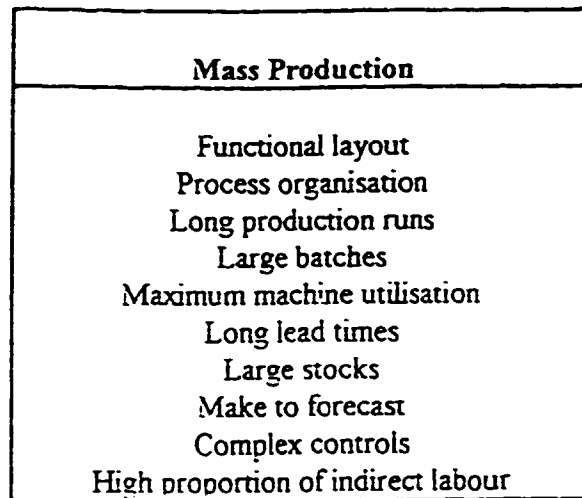 Mass Production
Functional layout
Process organisation
Long production runs
Large batches
Maximum machine utilisation
Long lead times
Large stocks
Make to forecast
Complex controls
High proportion of indirect labour